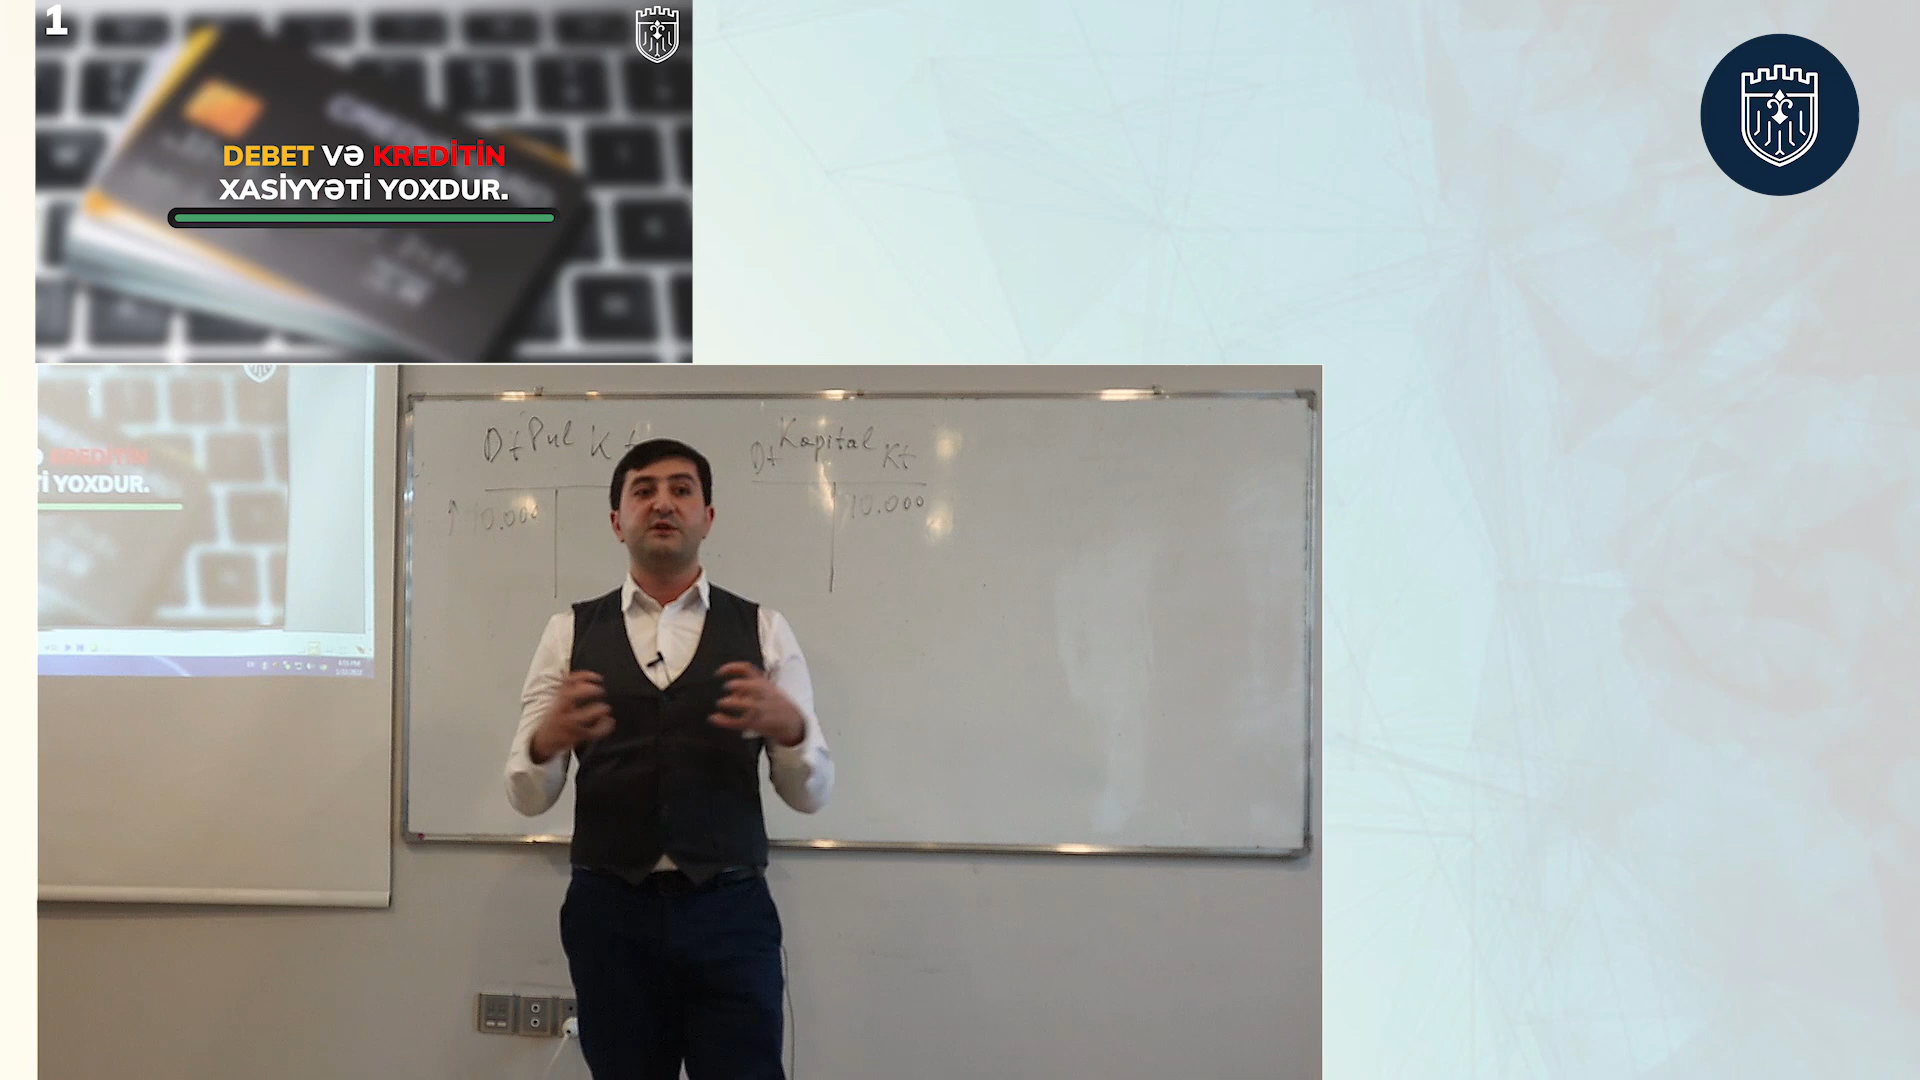 1
DEBET VƏ KREDİTİN
XASİYYƏTİ YOXDUR.
KREDİTİN
Tİ YOXDUR.
Dt Pul K
↑ 10.000
Dt Kapital Kt
10.000